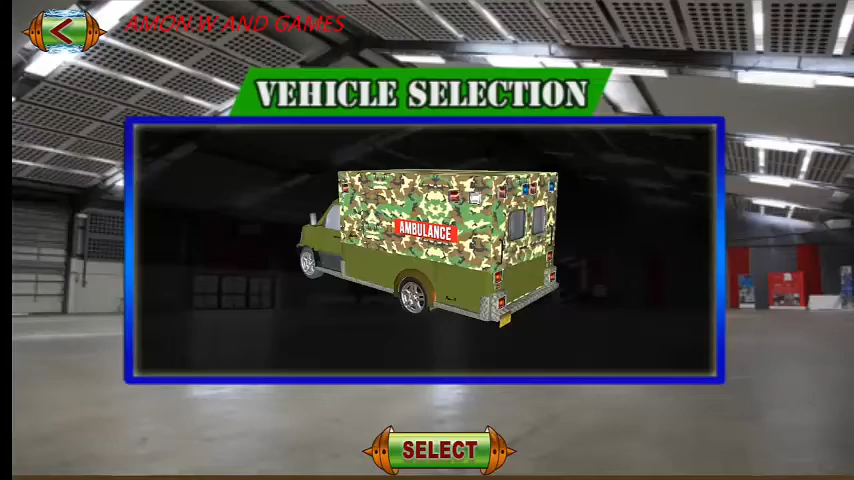 AMON.W AND GAMES
VEHICLE SELECTION
AMBULANCE
SELECT